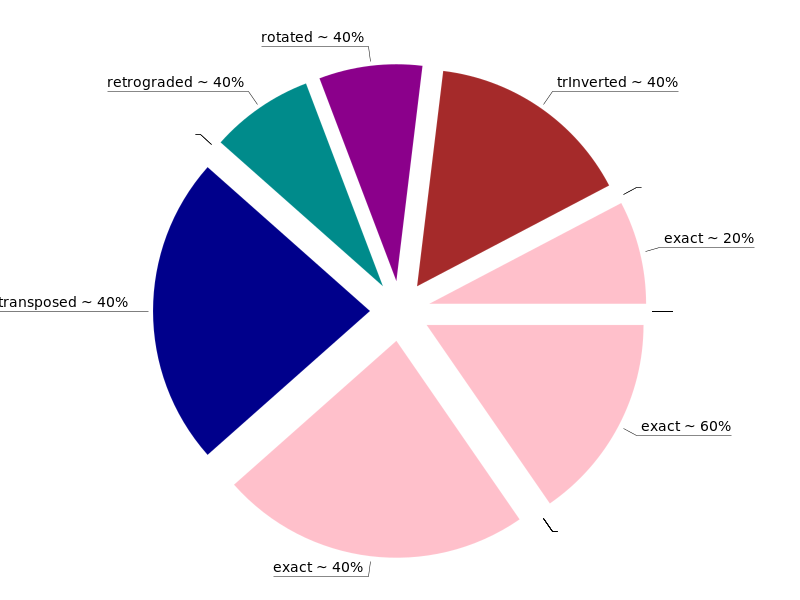 rotated ~ 40%
retrograded ~ 40%
trInverted ~ 40%
exact ~ 20%
transposed ~ 40%
exact ~ 60%
exact ~ 40%